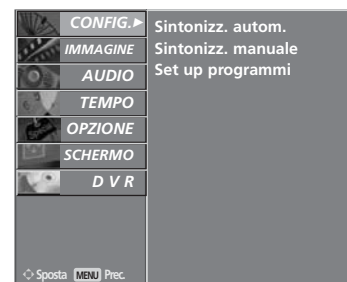 CONFIG.►
IMMAGINE
AUDIO
TEMPO
OPZIONE
SCHERMO
D V R
Sintonizz. autom.
Sintonizz. manuale
Set up programmi
Sposta MENU Prec.